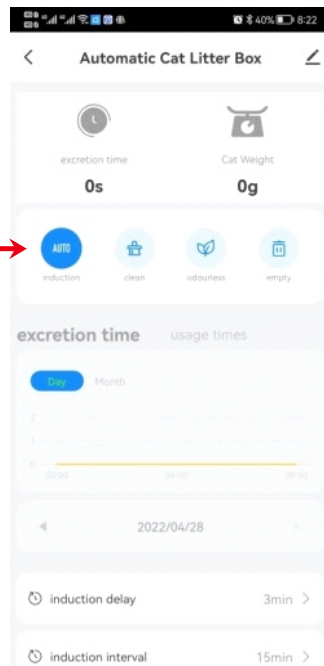 40% 8:22
Automatic Cat Litter Box
excretion time Cat Weight
0s 0g
AUTO
induction clean odourless empty
excretion time usage times
Day Month
2
1
0
00:00 04:00 08:00
2022/04/28
induction delay 3min
induction interval 15min